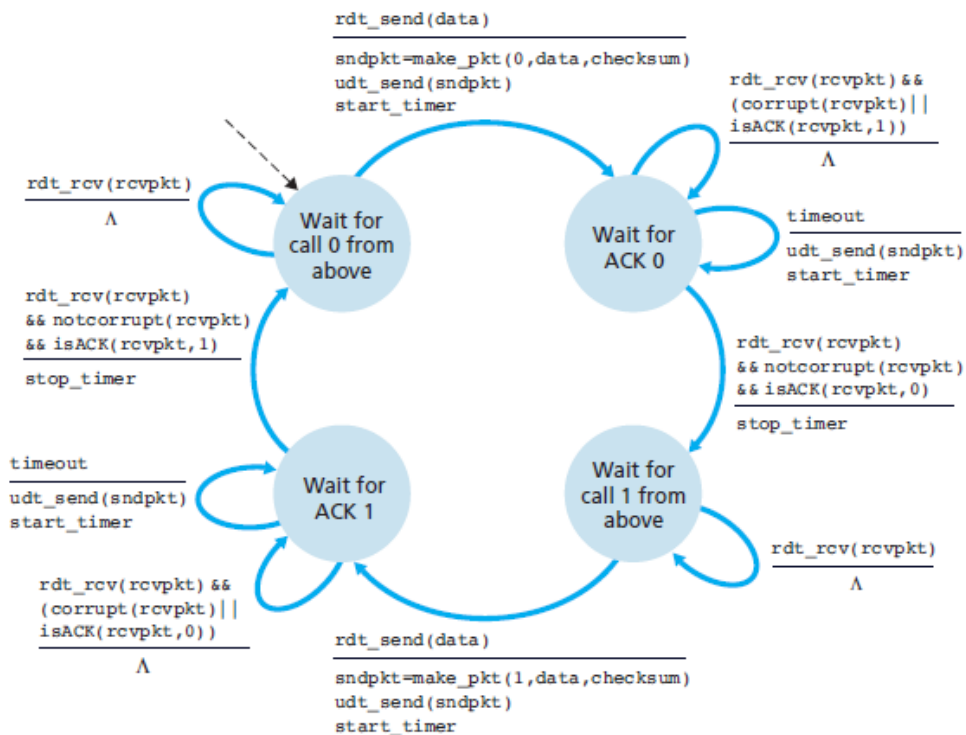 rdt_send(data)
sndpkt=make_pkt(0,data,checksum)
udt_send(sndpkt)
start_timer
rdt_rcv(rcvpkt) &&
(corrupt(rcvpkt)||
isACK(rcvpkt,1))
Λ
rdt_rcv(rcvpkt)
Λ
Wait for
call 0 from
above
Wait for
ACK 0
timeout
udt_send(sndpkt)
start_timer
rdt_rcv(rcvpkt)
&& notcorrupt(rcvpkt)
&& isACK(rcvpkt,1)
stop_timer
rdt_rcv(rcvpkt)
&& notcorrupt(rcvpkt)
&& isACK(rcvpkt,0)
stop_timer
timeout
udt_send(sndpkt)
start_timer
Wait for
ACK 1
Wait for
call 1 from
above
rdt_rcv(rcvpkt)
Λ
rdt_rcv(rcvpkt) &&
(corrupt(rcvpkt)||
isACK(rcvpkt,0))
Λ
rdt_send(data)
sndpkt=make_pkt(1,data,checksum)
udt_send(sndpkt)
start_timer